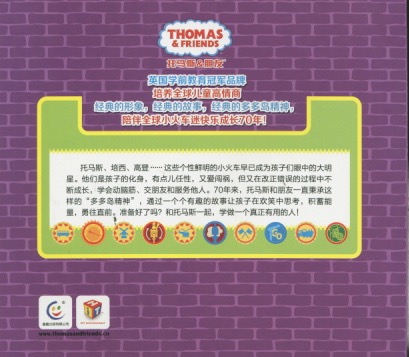 THOMAS
& FRIENDS
托马斯&朋友
英国学前教育冠军品牌
培养全球儿童高情商
经典的形象，经典的故事，经典的多多岛精神，
陪伴全球小火车迷快乐成长70年！
托马斯、培西、高登……这些个性鲜明的小火车早已成为孩子们眼中的大明
星。他们是孩子的化身，有点儿任性，又爱闯祸，但又在改正错误的过程中不
断成长，学会动脑筋、交朋友和服务他人。70年来，托马斯和朋友一直秉承这
样的“多多岛精神”，通过一个个有趣的故事让孩子在欢笑中思考，积蓄能
量，勇往直前。准备好了吗？和托马斯一起，学做一个真正有用的人！
www.thomasandfriends.cn